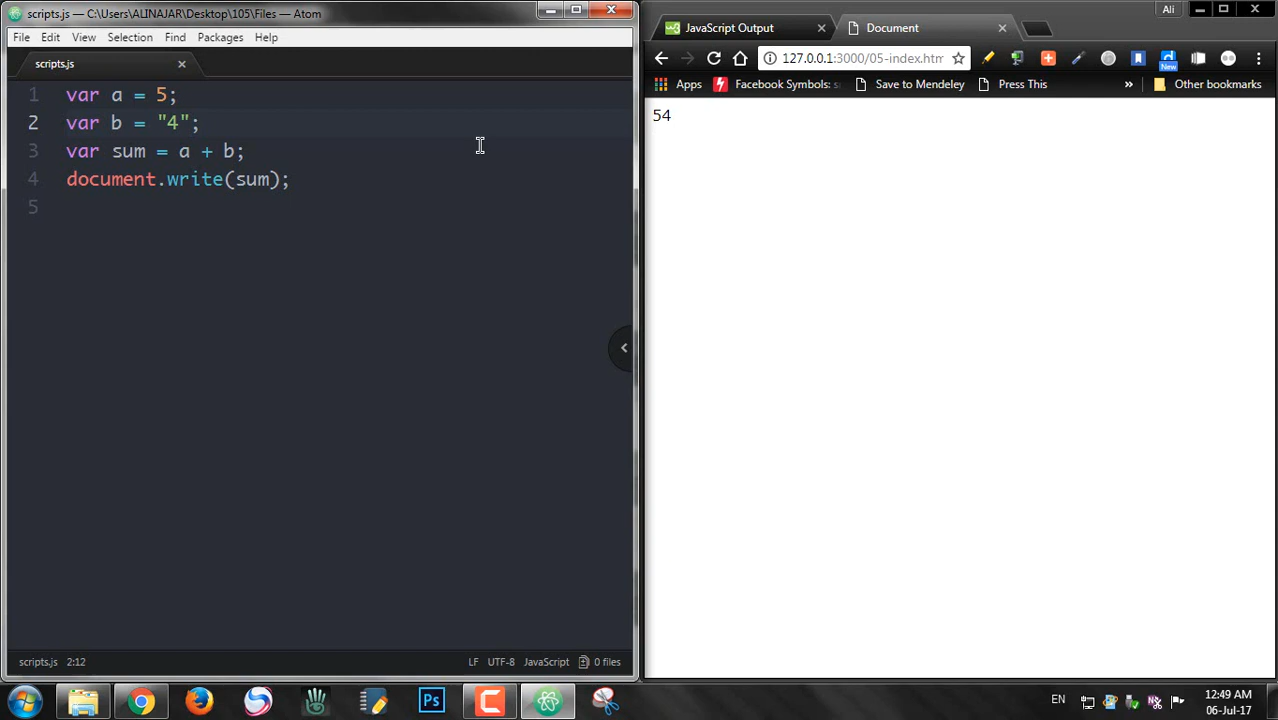 scripts.js — C:\Users\ALINAJAR\Desktop\105\Files — Atom
File Edit View Selection Find Packages Help
scripts.js
1 var a = 5;
2 var b = "4";
3 var sum = a + b;
4 document.write(sum);
5
scripts.js 2:12
LF UTF-8 JavaScript 0 files
Ali
w3 JavaScript Output
Document
127.0.0.1:3000/05-index.htm
New
Apps Facebook Symbols: Save to Mendeley Press This » Other bookmarks
54
Ps
EN
12:49 AM
06-Jul-17